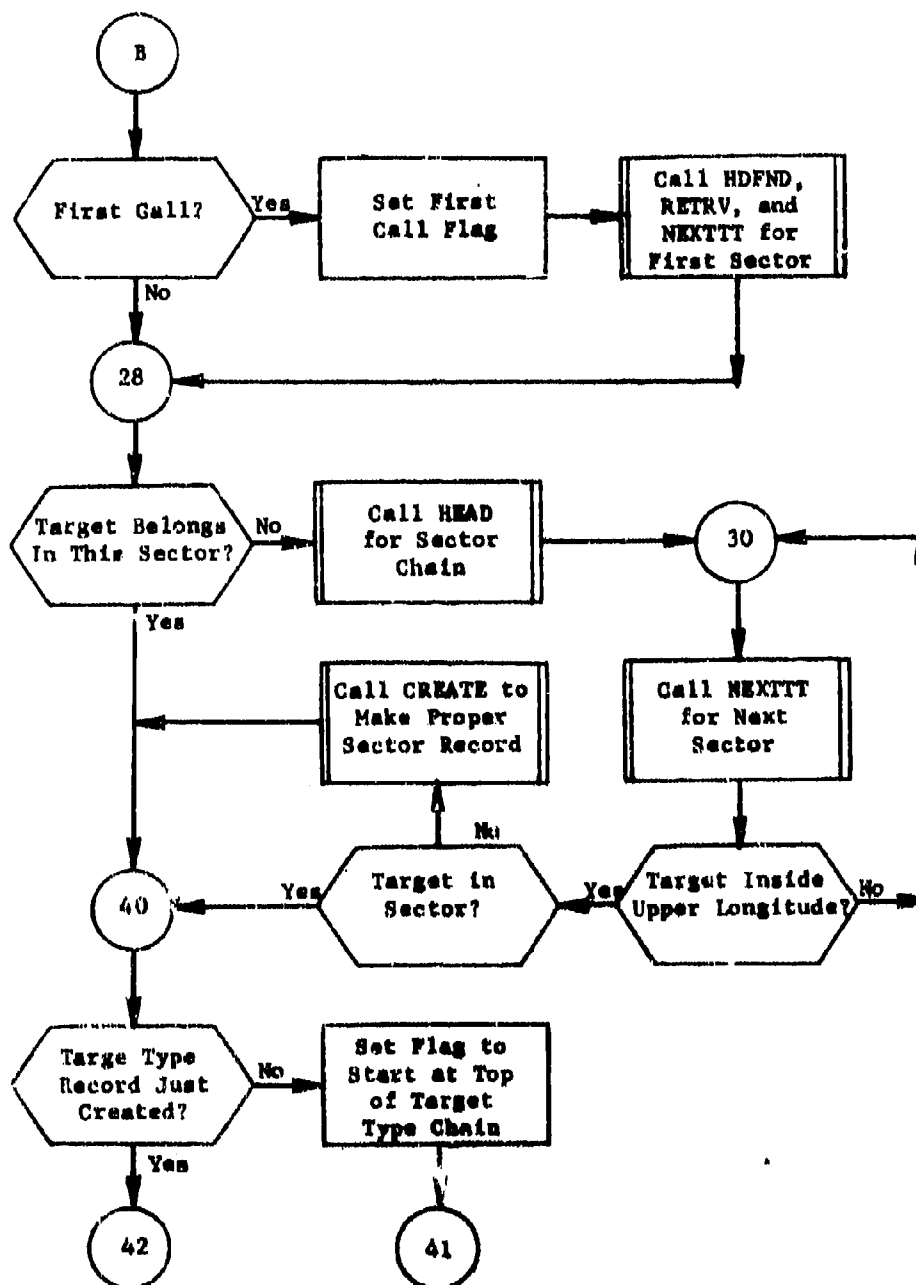 B
First Call?
Yes
No
Set First
Call Flag
Call HDFND,
RETRV, and
NEXTTT for
First Sector
28
Target Belongs
In This Sector?
No
Yes
Call HEAD
for Sector
Chain
30
Call CREATE to
Make Proper
Sector Record
Call NEXTTT
for Next
Sector
No
40
Yes
Target in
Sector?
Yes
Target Inside
Upper Longitude?
No
Targe Type
Record Just
Created?
No
Yes
Set Flag to
Start at Top
of Target
Type Chain
42
41